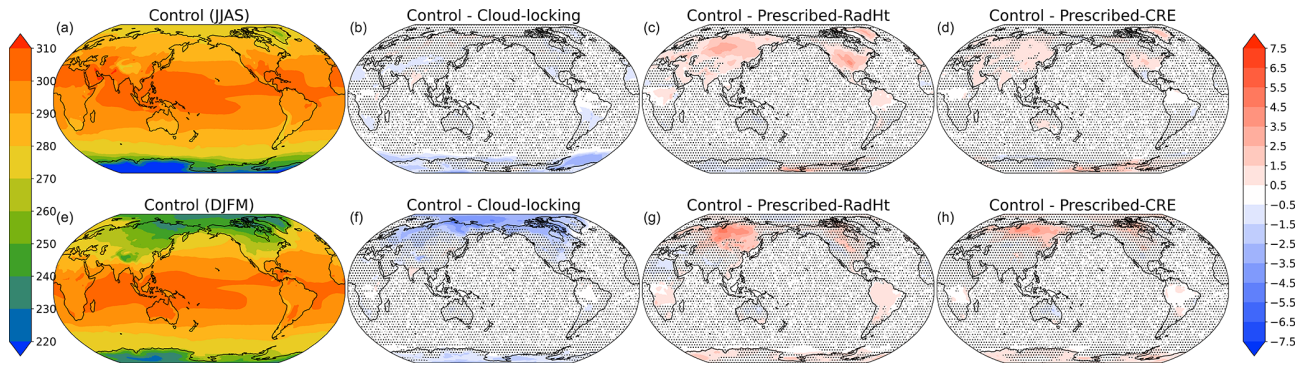 Control (JJAS)
Control - Cloud-locking
Control - Prescribed-RadHt
Control - Prescribed-CRE
(a)
(b)
(c)
(d)
310
300
290
280
270
260
250
240
230
220
7.5
6.5
5.5
4.5
3.5
2.5
1.5
0.5
−0.5
−1.5
−2.5
−3.5
−4.5
−5.5
−6.5
−7.5
Control (DJFM)
Control - Cloud-locking
Control - Prescribed-RadHt
Control - Prescribed-CRE
(e)
(f)
(g)
(h)